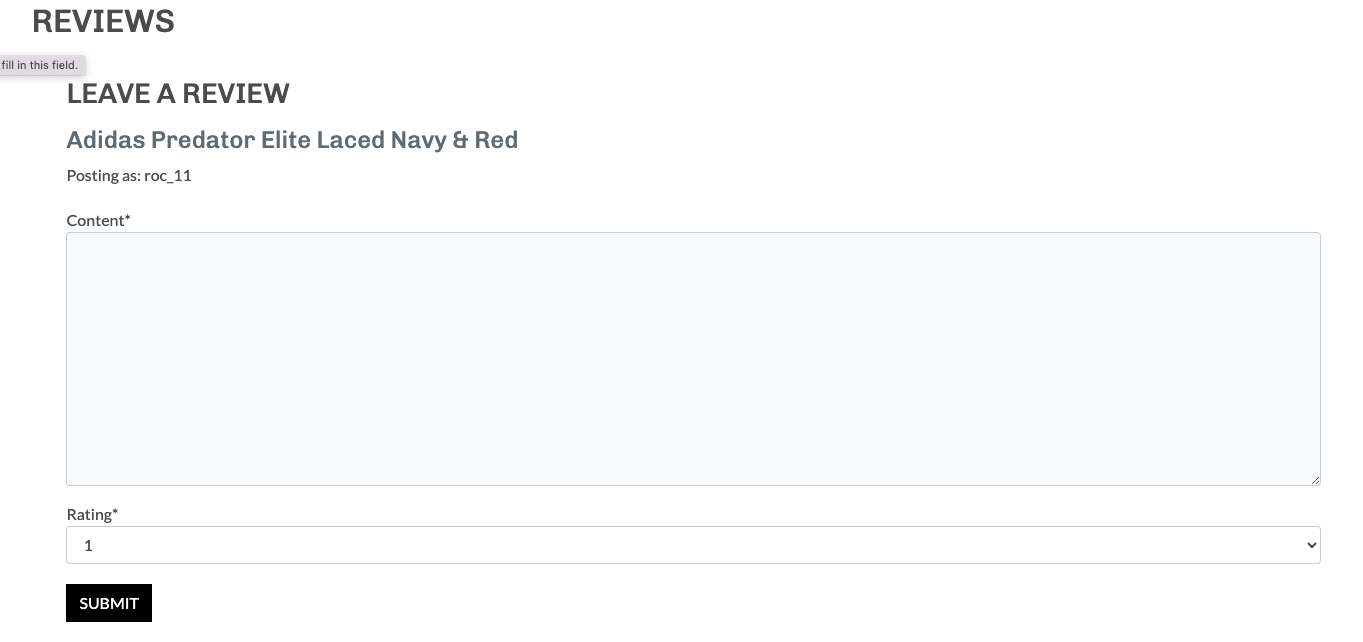 REVIEWS
fill in this field.
LEAVE A REVIEW
Adidas Predator Elite Laced Navy & Red
Posting as: roc_11
Content*
Rating*
1
SUBMIT